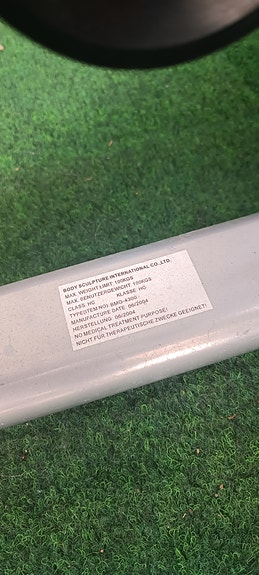 BODY SCULPTURE INTERNATIONAL CO.,LTD.
MAX. WEIGHT LIMIT 100KGS
MAX. BENUTZERGEWICHT 100KGS
CLASS: HC KLASSE: HC
TYPE(ITEM.NO): BMG-4300
MANUFACTURE DATE: 06/2004
HERSTELLUNG: 06/2004
NO MEDICAL TREATMENT PURPOSE!
NICHT FÜR THERAPEUTISCHE ZWECKE GEEIGNET!